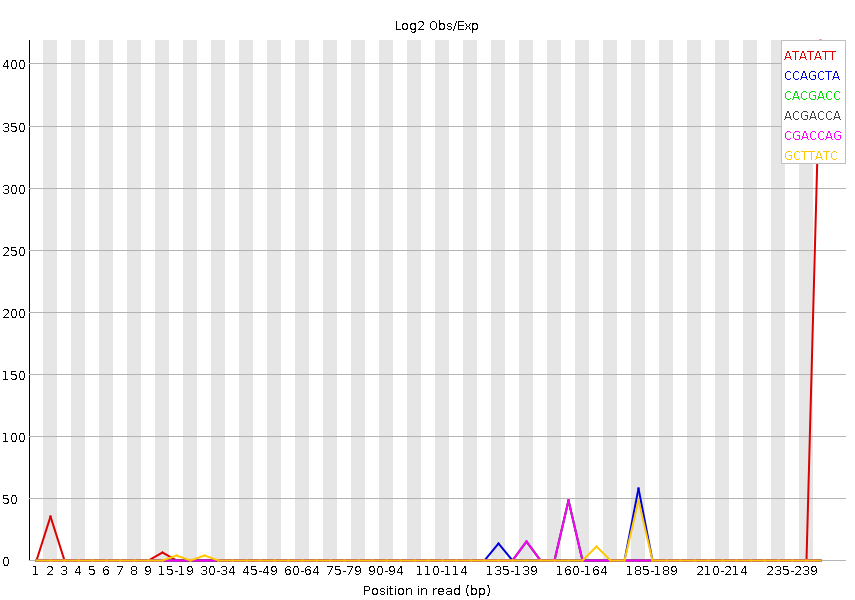 Log2 Obs/Exp
400
350
300
250
200
150
100
50
0
ATATATT
CCAGCTA
CACGACC
ACGACCA
CGACCAG
GCTTATC
1 2 3 4 5 6 7 8 9 15-19 30-34 45-49 60-64 75-79 90-94 110-114 135-139 160-164 185-189 210-214 235-239
Position in read (bp)